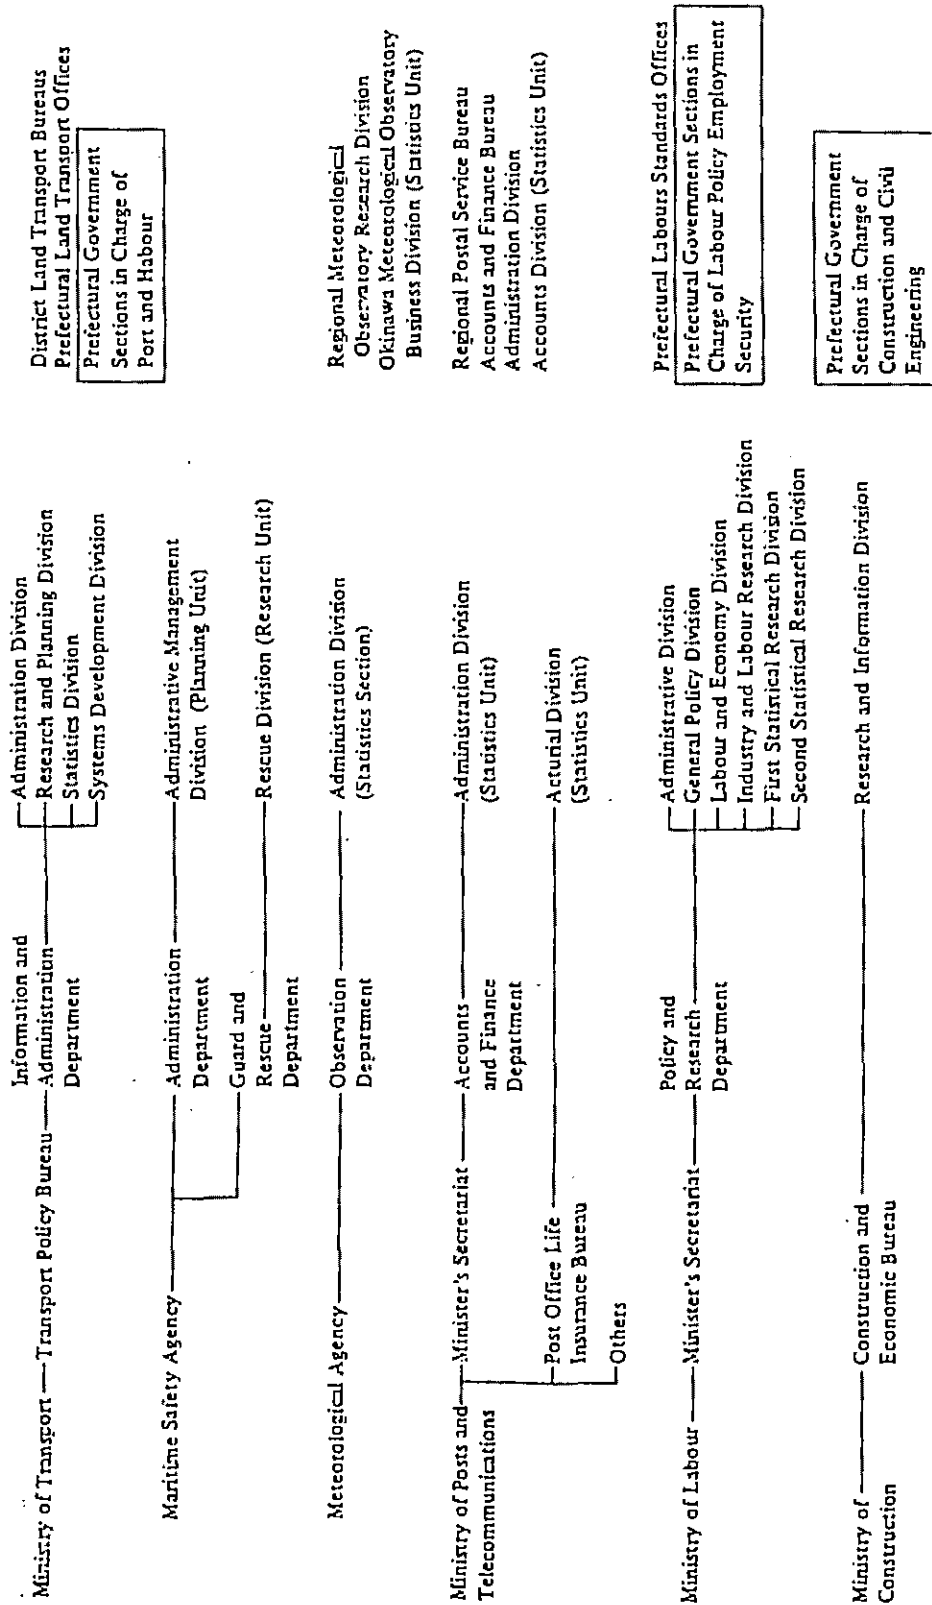 Information and
Ministry of Transport
Transport Policy Bureau
Administration
Department
Administration Division
Research and Planning Division
Statistics Division
Systems Development Division
District Land Transport Bureaus
Prefectural Land Transport Offices
Prefectural Government
Sections in Charge of
Port and Habour
Maritime Safety Agency
Administration
Department
Administrative Management
Division (Planning Unit)
Guard and
Rescue
Department
Rescue Division (Research Unit)
Meteorological Agency
Observation
Department
Administration Division
(Statistics Section)
Regional Meteorological
Observatory Research Division
Okinawa Meteorological Observatory
Business Division (Statistics Unit)
Ministry of Posts and
Telecommunications
Minister's Secretariat
Accounts
and Finance
Department
Administration Division
(Statistics Unit)
Post Office Life
Insurance Bureau
Acturial Division
(Statistics Unit)
Others
Regional Postal Service Bureau
Accounts and Finance Bureau
Administration Division
Accounts Division (Statistics Unit)
Ministry of Labour
Minister's Secretariat
Policy and
Research
Department
Administrative Division
General Policy Division
Labour and Economy Division
Industry and Labour Research Division
First Statistical Research Division
Second Statistical Research Division
Prefectural Labours Standards Offices
Prefectural Government Sections in
Charge of Labour Policy Employment
Security
Ministry of
Construction
Construction and
Economic Bureau
Research and Information Division
Prefectural Government
Sections in Charge of
Construction and Civil
Engineering